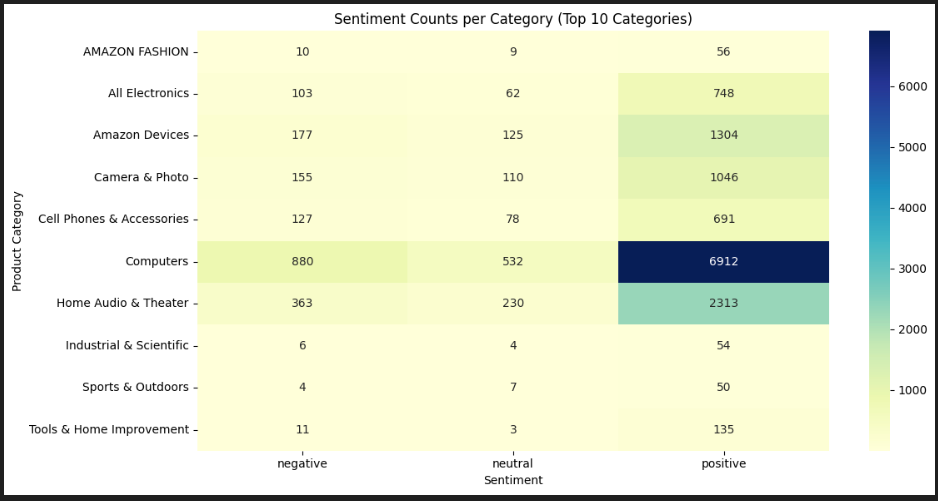 Sentiment Counts per Category (Top 10 Categories)
AMAZON FASHION 10 9 56
All Electronics 103 62 748
Amazon Devices 177 125 1304
Camera & Photo 155 110 1046
Cell Phones & Accessories 127 78 691
Computers 880 532 6912
Home Audio & Theater 363 230 2313
Industrial & Scientific 6 4 54
Sports & Outdoors 4 7 50
Tools & Home Improvement 11 3 135
negative neutral positive
Sentiment
Product Category
6000
5000
4000
3000
2000
1000